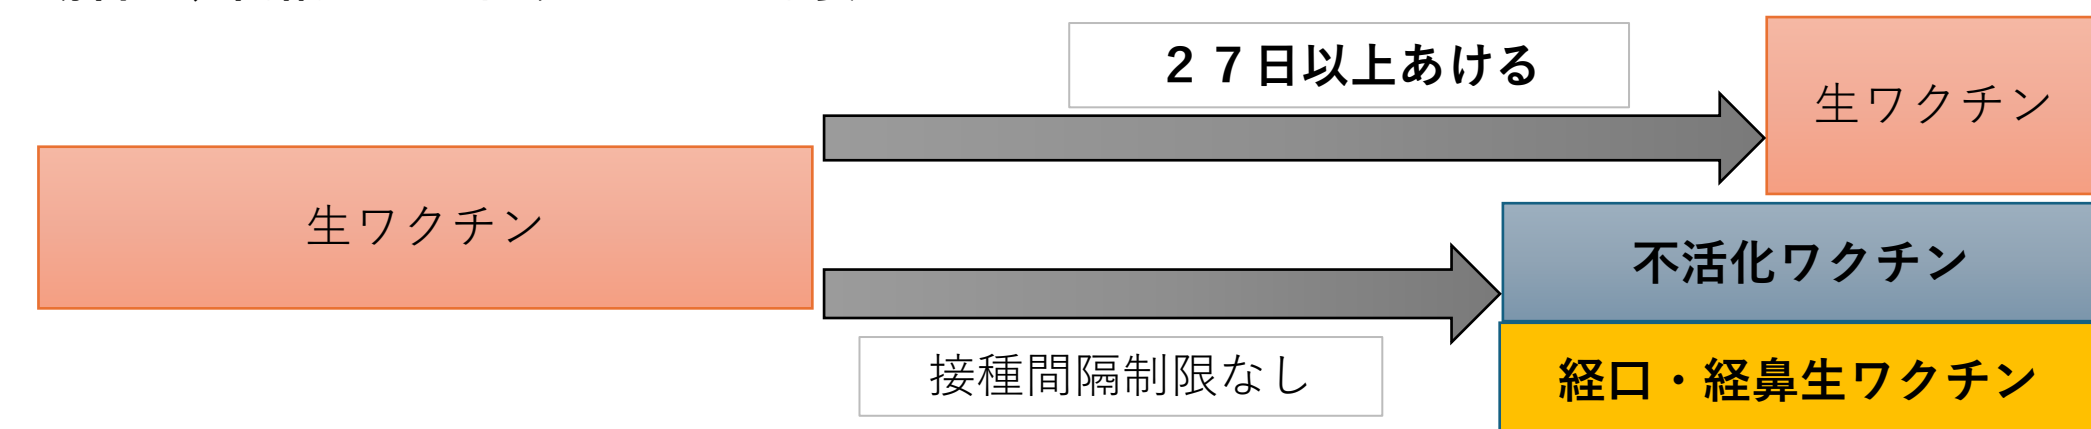 ２７日以上あける
生ワクチン
生ワクチン
不活化ワクチン
接種間隔制限なし
経口・経鼻生ワクチン